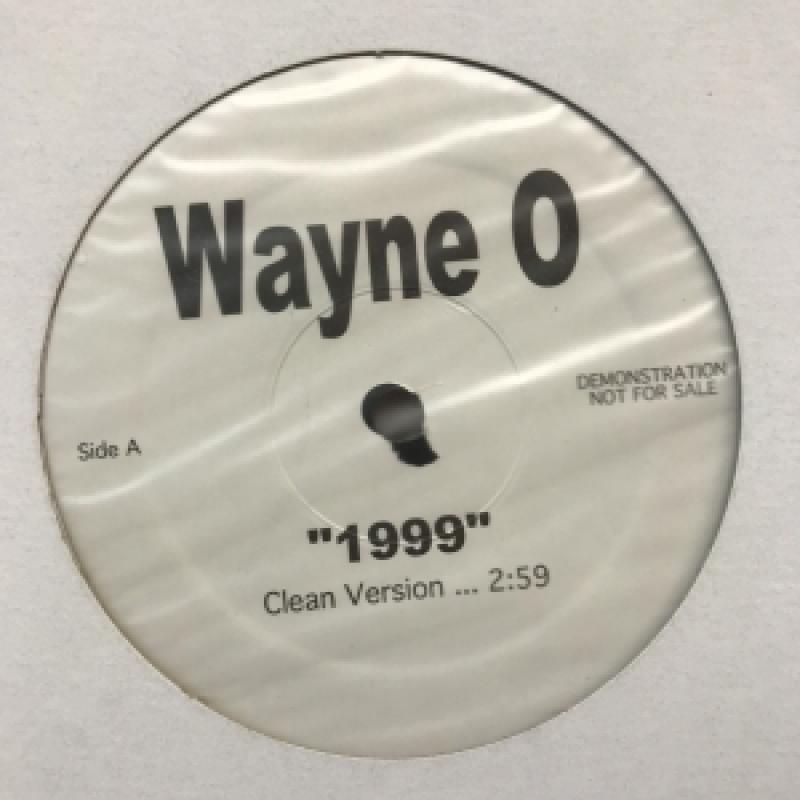 Wayne O
DEMONSTRATION
NOT FOR SALE
Side A
"1999"
Clean Version ... 2:59